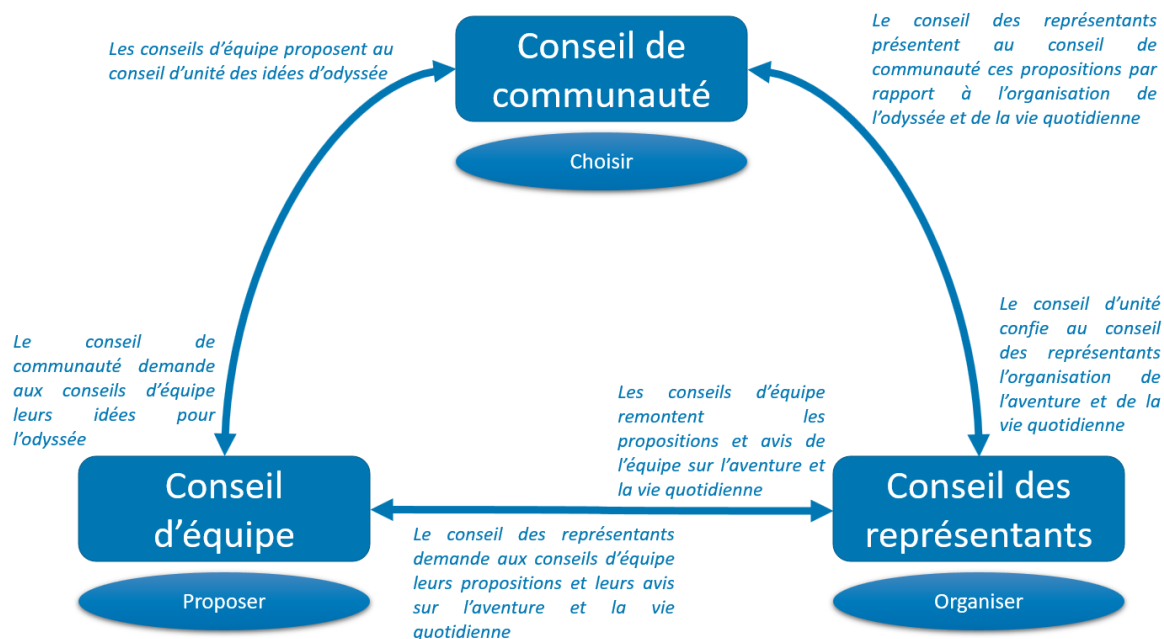 Les conseils d'équipe proposent au
conseil d'unité des idées d'odyssée
Conseil de
communauté
Choisir
Le conseil des représentants
présentent au conseil de
communauté ces propositions par
rapport à l'organisation de
l'odyssée et de la vie quotidienne
Le conseil de
communauté demande
aux conseils d'équipe
leurs idées pour
l'odyssée
Le conseil d'unité
confie au conseil
des représentants
l'organisation de
l'aventure et de la
vie quotidienne
Les conseils d'équipe
remontent les
propositions et avis de
l'équipe sur l'aventure et
la vie quotidienne
Conseil
d'équipe
Proposer
Le conseil des représentants
demande aux conseils d'équipe
leurs propositions et leurs avis
sur l'aventure et la vie
quotidienne
Conseil des
représentants
Organiser